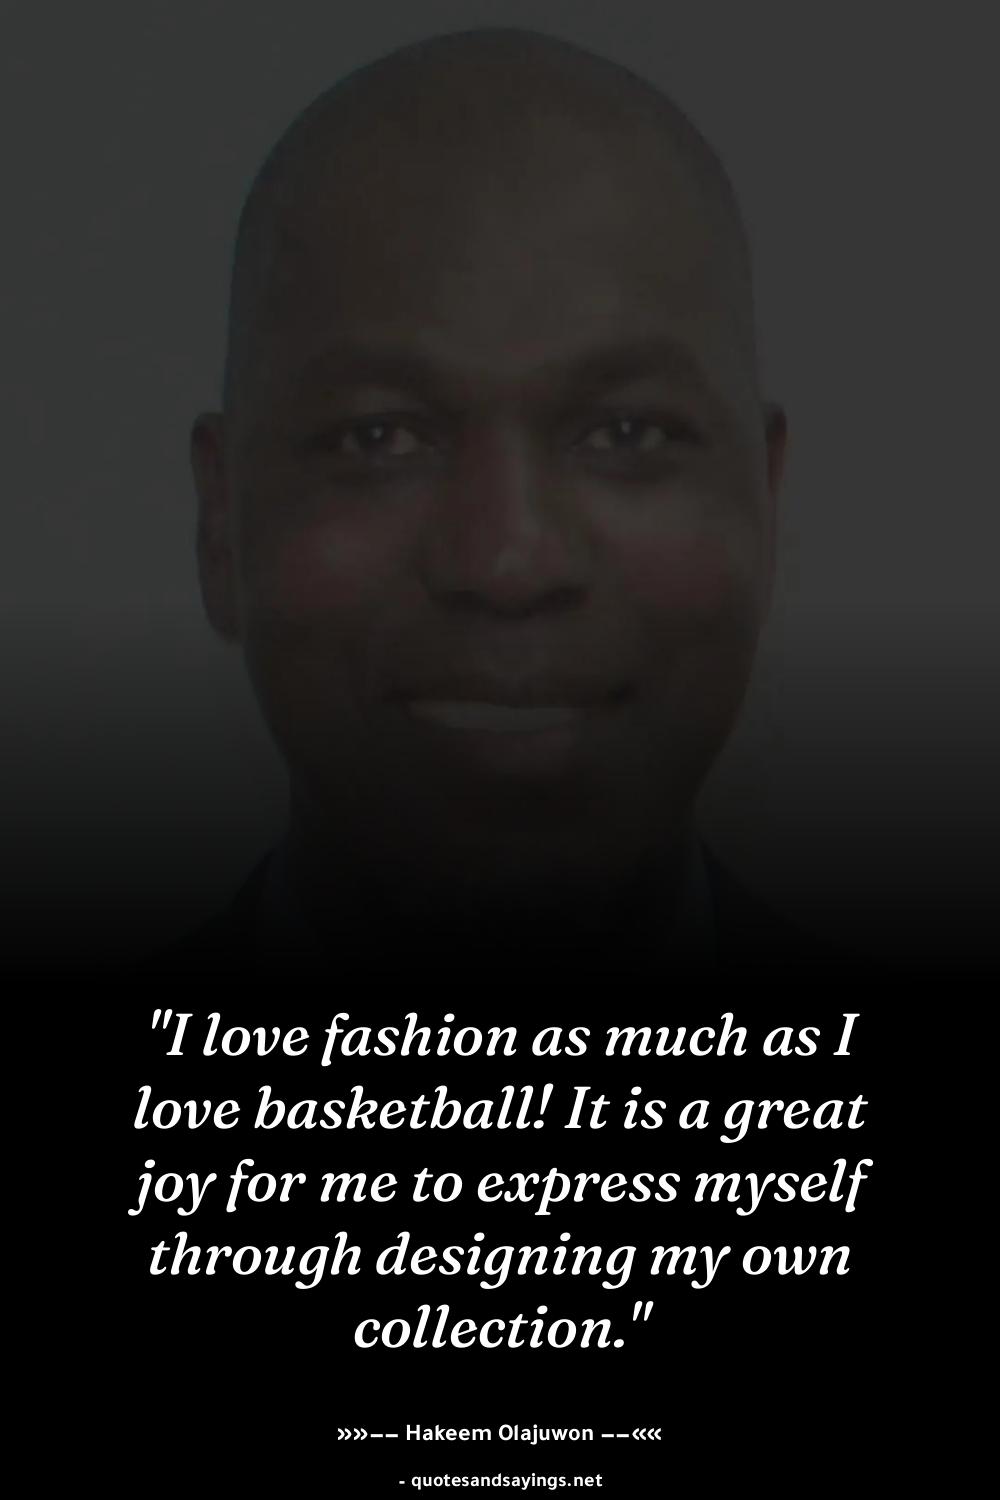 "I love fashion as much as I
love basketball! It is a great
joy for me to express myself
through designing my own
collection."
»»−− Hakeem Olajuwon −−««
- quotesandsayings.net